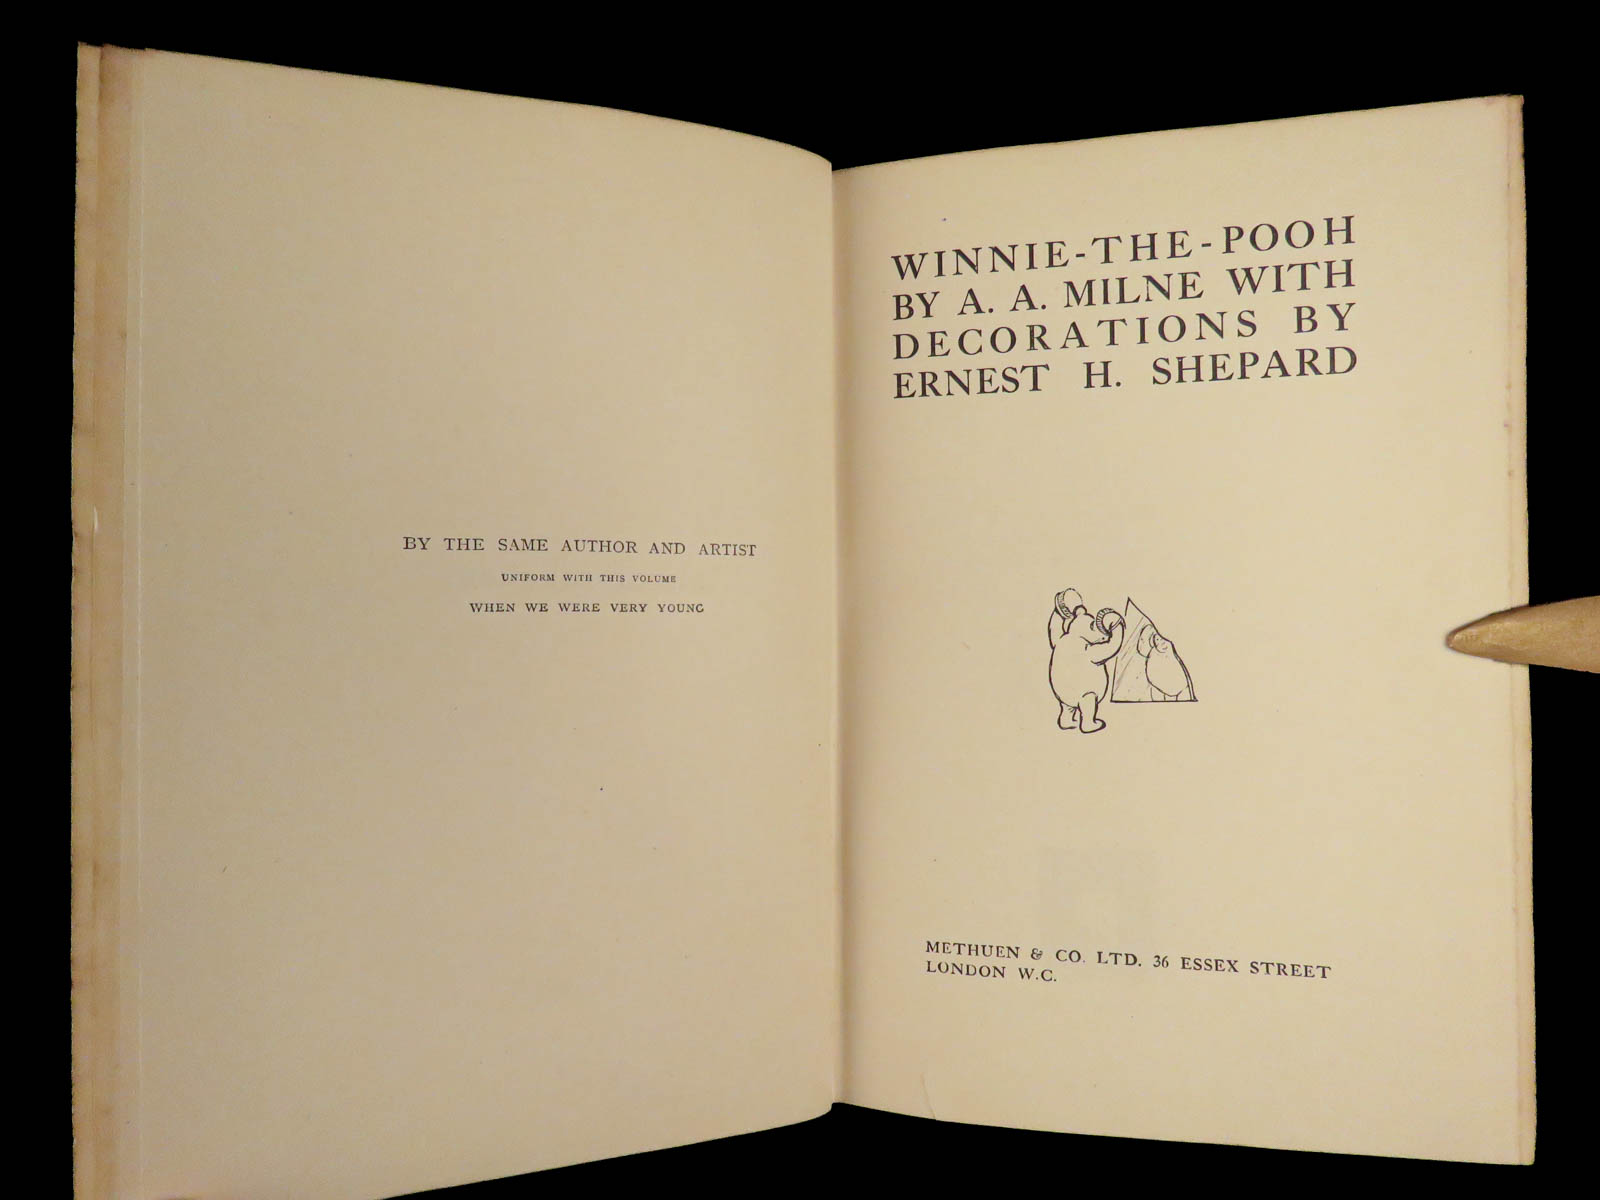 BY THE SAME AUTHOR AND ARTIST
UNIFORM WITH THIS VOLUME
WHEN WE WERE VERY YOUNG
WINNIE-THE-POOH
BY A. A. MILNE WITH
DECORATIONS BY
ERNEST H. SHEPARD
METHUEN & CO. LTD. 36 ESSEX STREET
LONDON W.C.